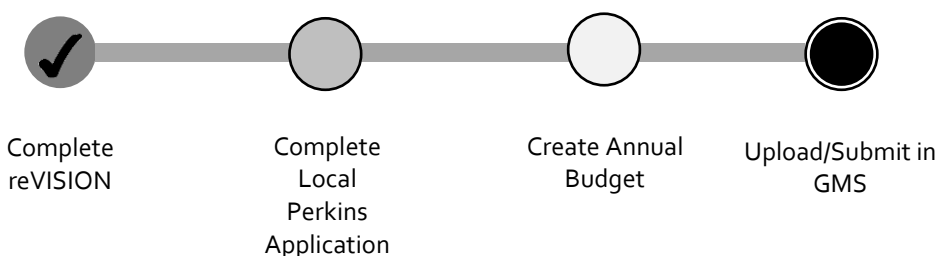 Complete
reVISION
Complete
Local
Perkins
Application
Create Annual
Budget
Upload/Submit in
GMS